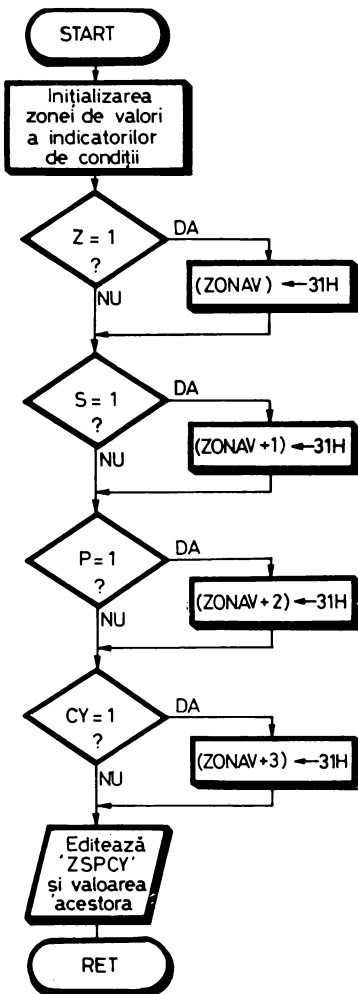 START
Inițializarea
zonei de valori
a indicatorilor
de condiții
Z = 1
?
DA
NU
(ZONAV) ← 31H
S = 1
?
DA
NU
(ZONAV+1) ← 31H
P = 1
?
DA
NU
(ZONAV+2) ← 31H
CY = 1
?
DA
NU
(ZONAV+3) ← 31H
Editează
'ZSPCY'
și valoarea
acestora
RET